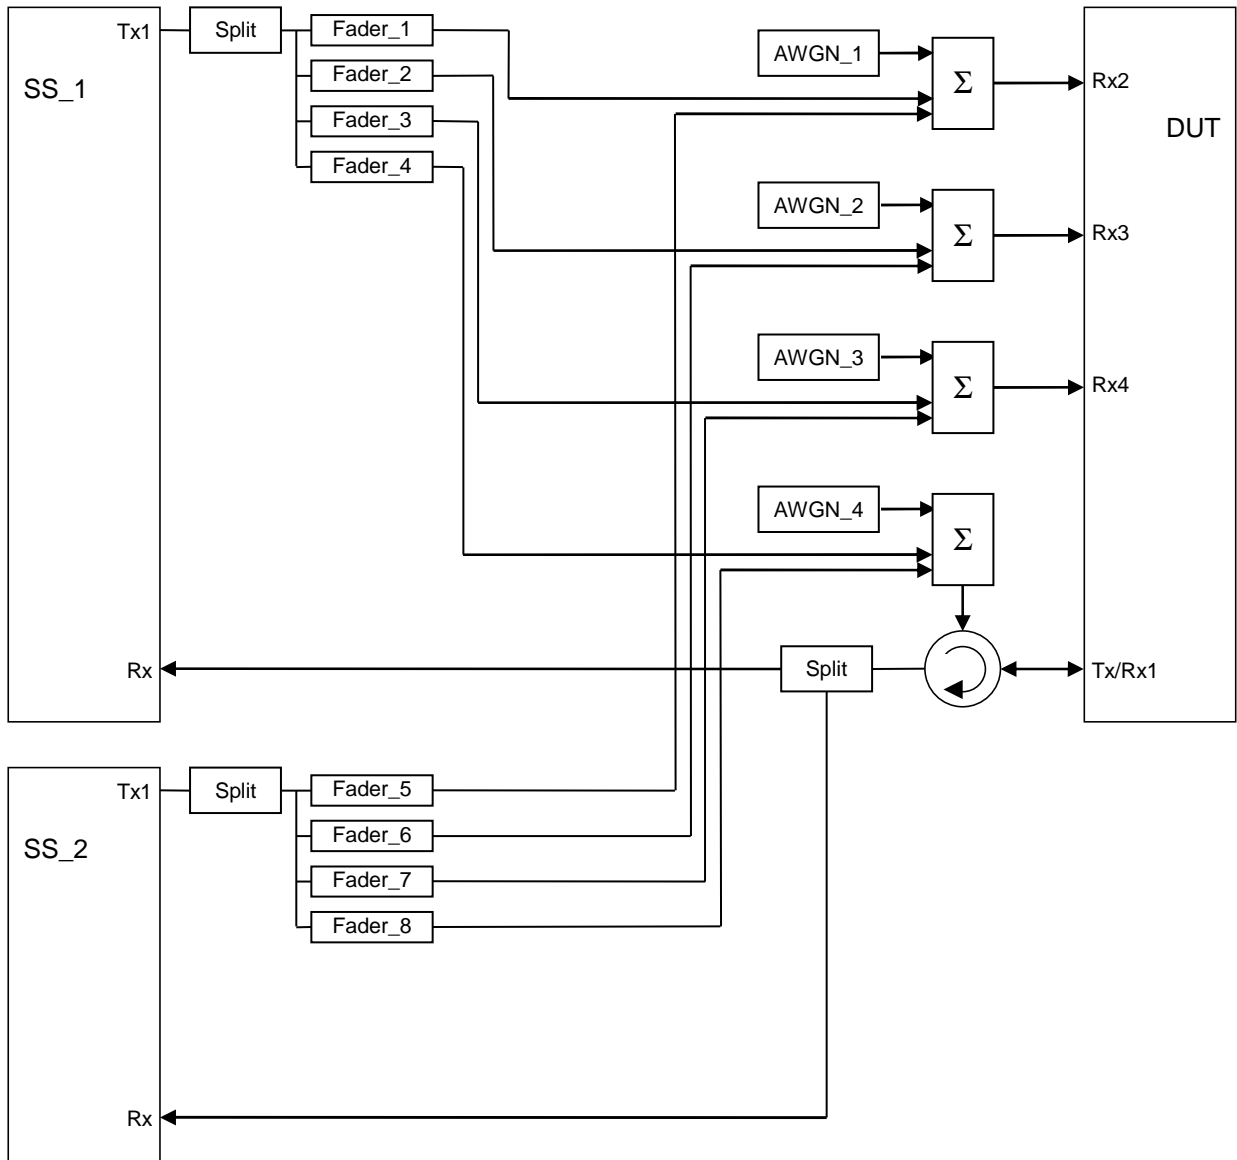 SS_1
Tx1
Split
Fader_1
Fader_2
Fader_3
Fader_4
AWGN_1
Σ
Rx2
DUT
AWGN_2
Σ
Rx3
AWGN_3
Σ
Rx4
AWGN_4
Σ
Rx
Split
Tx/Rx1
SS_2
Tx1
Split
Fader_5
Fader_6
Fader_7
Fader_8
Rx